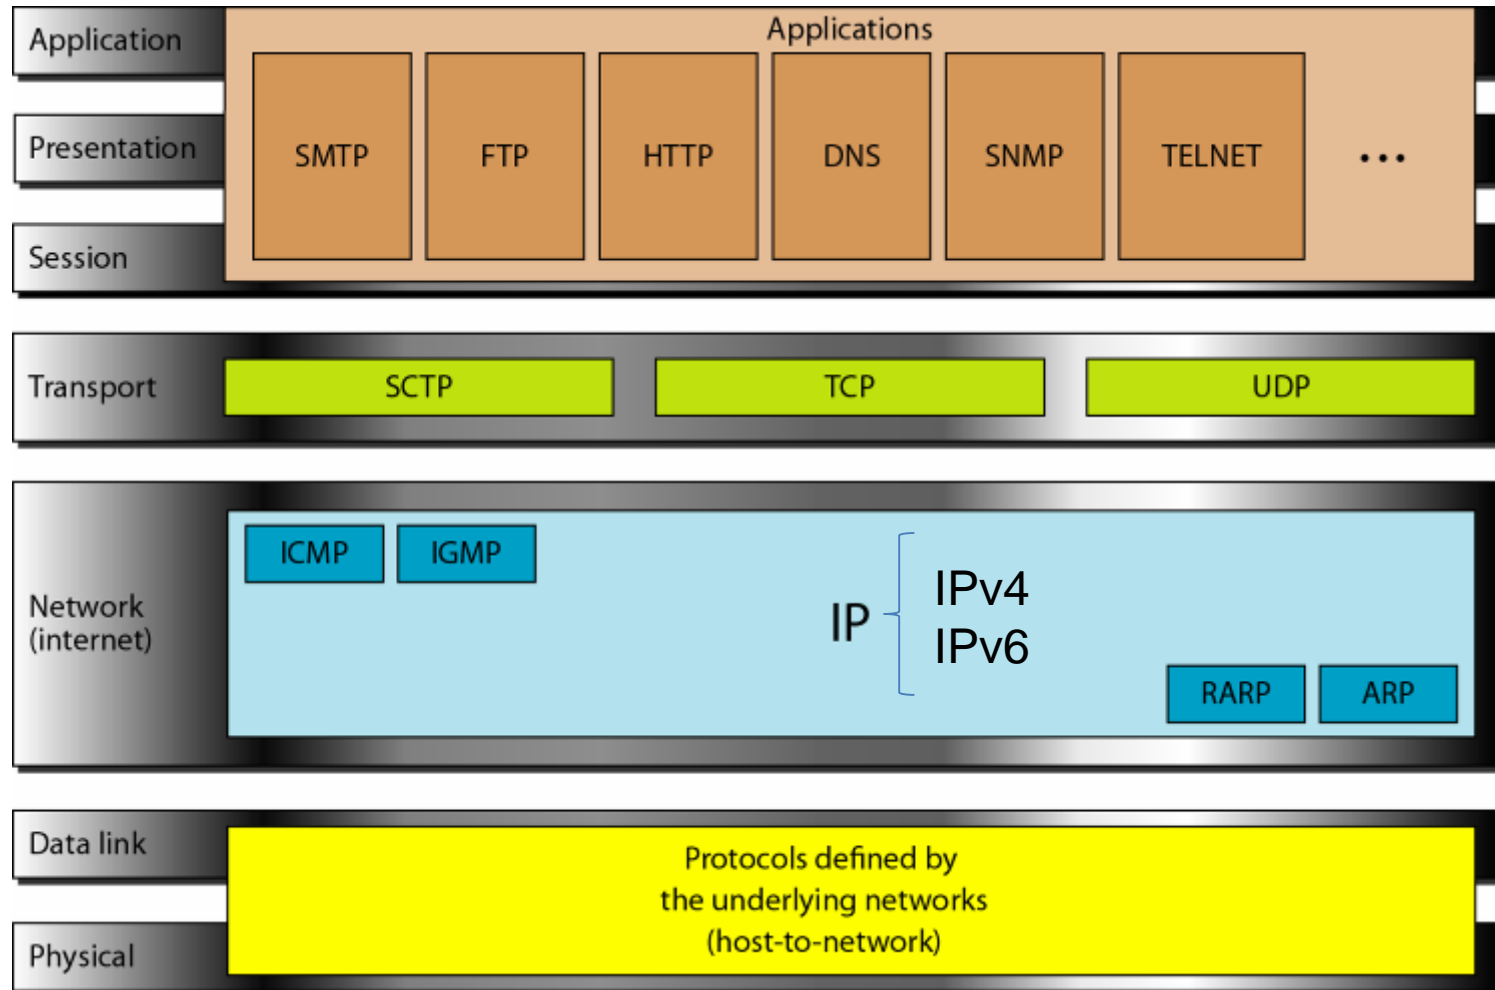 Application
Applications
Presentation
SMTP FTP HTTP DNS SNMP TELNET ...
Session
Transport
SCTP TCP UDP
Network
(internet)
ICMP IGMP
IP
IPv4
IPv6
RARP ARP
Data link
Protocols defined by
the underlying networks
(host-to-network)
Physical